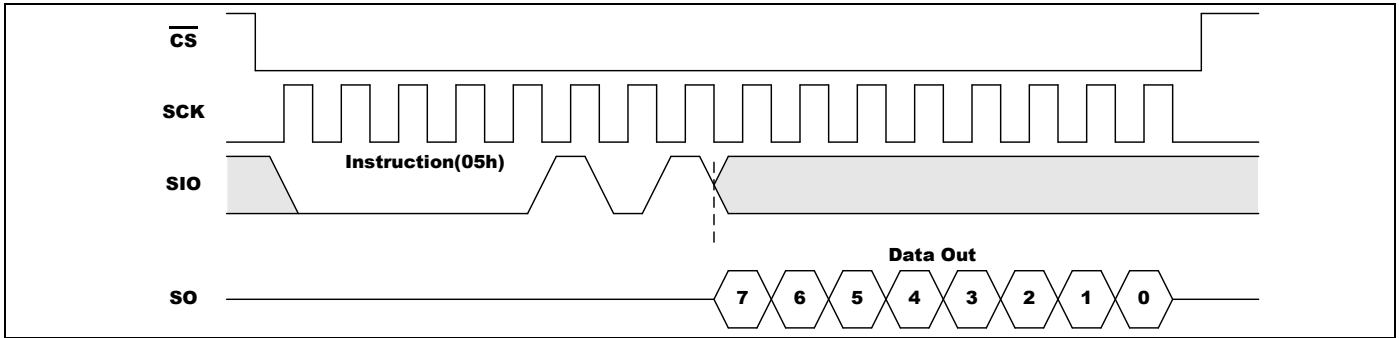 CS
SCK
Instruction(05h)
SIO
Data Out
SO 7 6 5 4 3 2 1 0